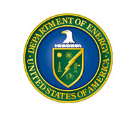 DEPARTMENT OF ENERGY
UNITED STATES OF AMERICA